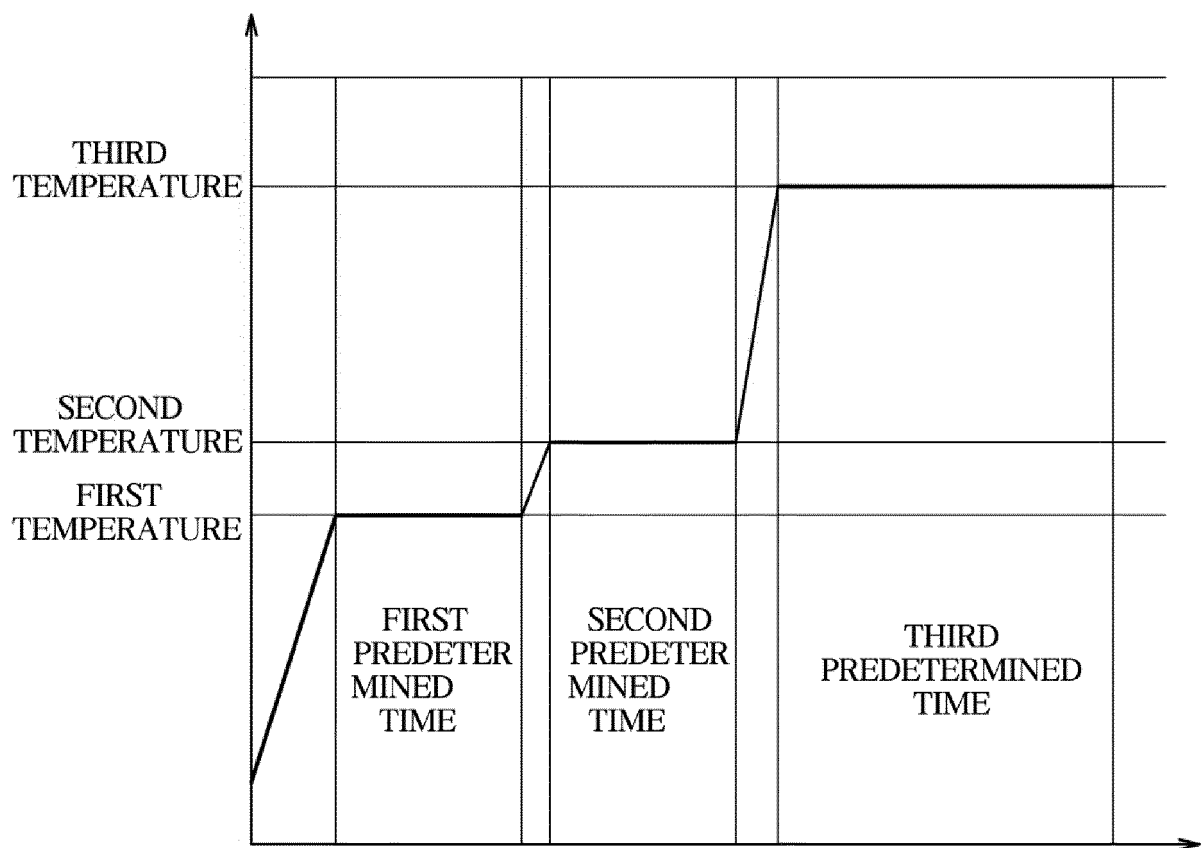 THIRD
TEMPERATURE
SECOND
TEMPERATURE
FIRST
TEMPERATURE
FIRST
PREDETER
MINED
TIME
SECOND
PREDETER
MINED
TIME
THIRD
PREDETERMINED
TIME